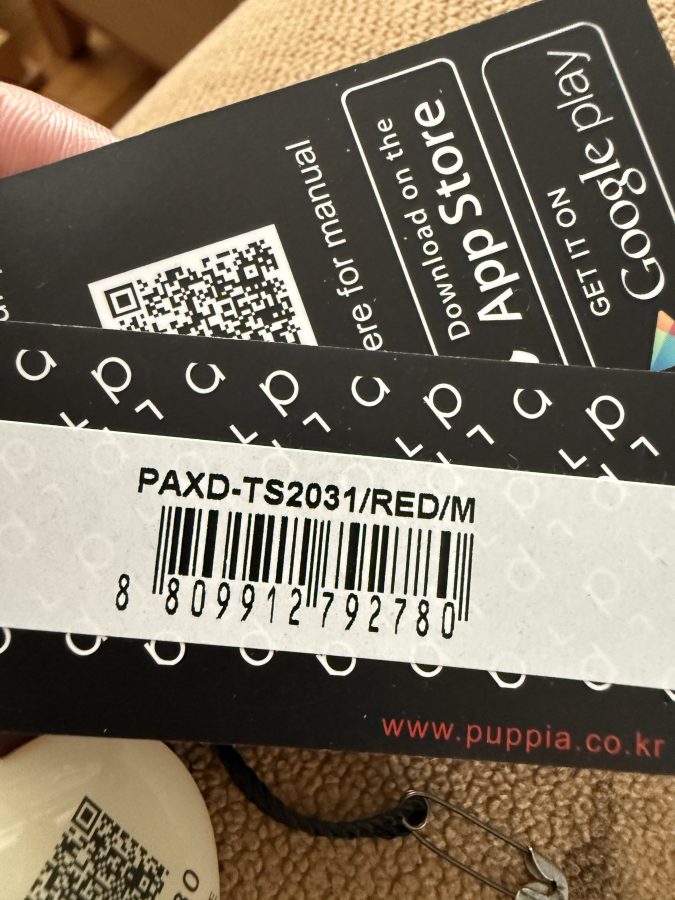 ere for manual
Download on the
App Store
GET IT ON
Google play
PAXD-TS2031/RED/M
8 809912 792780
www.puppia.co.kr